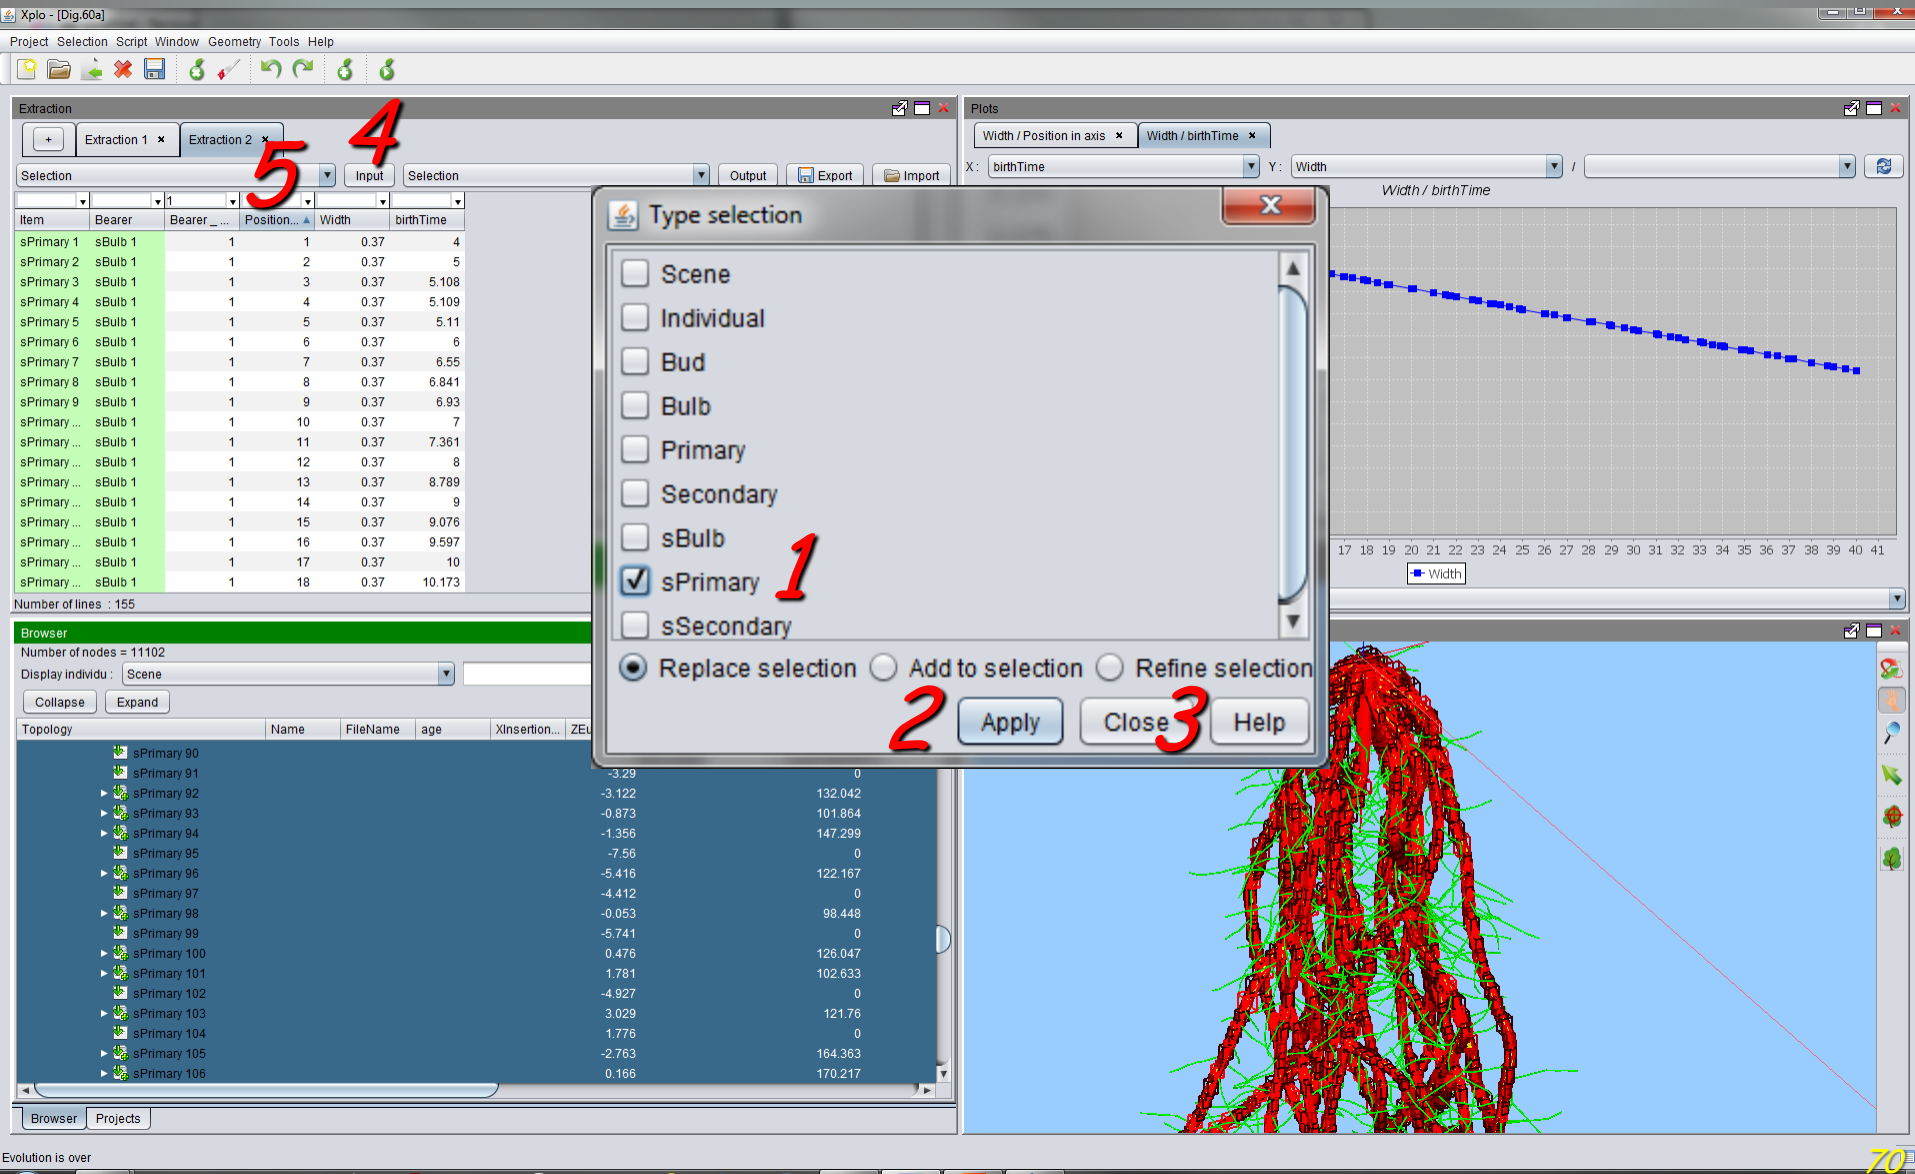 Xplo - [Dig.60a]
Project Selection Script Window Geometry Tools Help
Extraction
+ Extraction 1 Extraction 2
4
5
Selection Input Selection Output Export Import
1
Item Bearer Bearer _ ... Position... Width birthTime
sPrimary 1 sBulb 1 1 1 0.37 4
sPrimary 2 sBulb 1 1 2 0.37 5
sPrimary 3 sBulb 1 1 3 0.37 5.108
sPrimary 4 sBulb 1 1 4 0.37 5.109
sPrimary 5 sBulb 1 1 5 0.37 5.11
sPrimary 6 sBulb 1 1 6 0.37 6
sPrimary 7 sBulb 1 1 7 0.37 6.55
sPrimary 8 sBulb 1 1 8 0.37 6.841
sPrimary 9 sBulb 1 1 9 0.37 6.93
sPrimary ... sBulb 1 1 10 0.37 7
sPrimary ... sBulb 1 1 11 0.37 7.361
sPrimary ... sBulb 1 1 12 0.37 8
sPrimary ... sBulb 1 1 13 0.37 8.789
sPrimary ... sBulb 1 1 14 0.37 9
sPrimary ... sBulb 1 1 15 0.37 9.076
sPrimary ... sBulb 1 1 16 0.37 9.597
sPrimary ... sBulb 1 1 17 0.37 10
sPrimary ... sBulb 1 1 18 0.37 10.173
Number of lines : 155
Plots
Width / Position in axis Width / birthTime
X : birthTime Y : Width /
Width / birthTime
17 18 19 20 21 22 23 24 25 26 27 28 29 30 31 32 33 34 35 36 37 38 39 40 41
Width
Type selection
Scene
Individual
Bud
Bulb
Primary
Secondary
sBulb
sPrimary 1
sSecondary
Replace selection Add to selection Refine selection
2 Apply Close 3 Help
Browser
Number of nodes = 11102
Display individu : Scene
Collapse Expand
Topology Name FileName age XInsertion... ZEu
sPrimary 90
sPrimary 91 -3.29 0
sPrimary 92 -3.122 132.042
sPrimary 93 -0.873 101.864
sPrimary 94 -1.356 147.299
sPrimary 95 -7.56 0
sPrimary 96 -5.416 122.167
sPrimary 97 -4.412 0
sPrimary 98 -0.053 98.448
sPrimary 99 -5.741 0
sPrimary 100 0.476 126.047
sPrimary 101 1.781 102.633
sPrimary 102 -4.927 0
sPrimary 103 3.029 121.76
sPrimary 104 1.776 0
sPrimary 105 -2.763 164.363
sPrimary 106 0.166 170.217
Browser Projects
Evolution is over
70